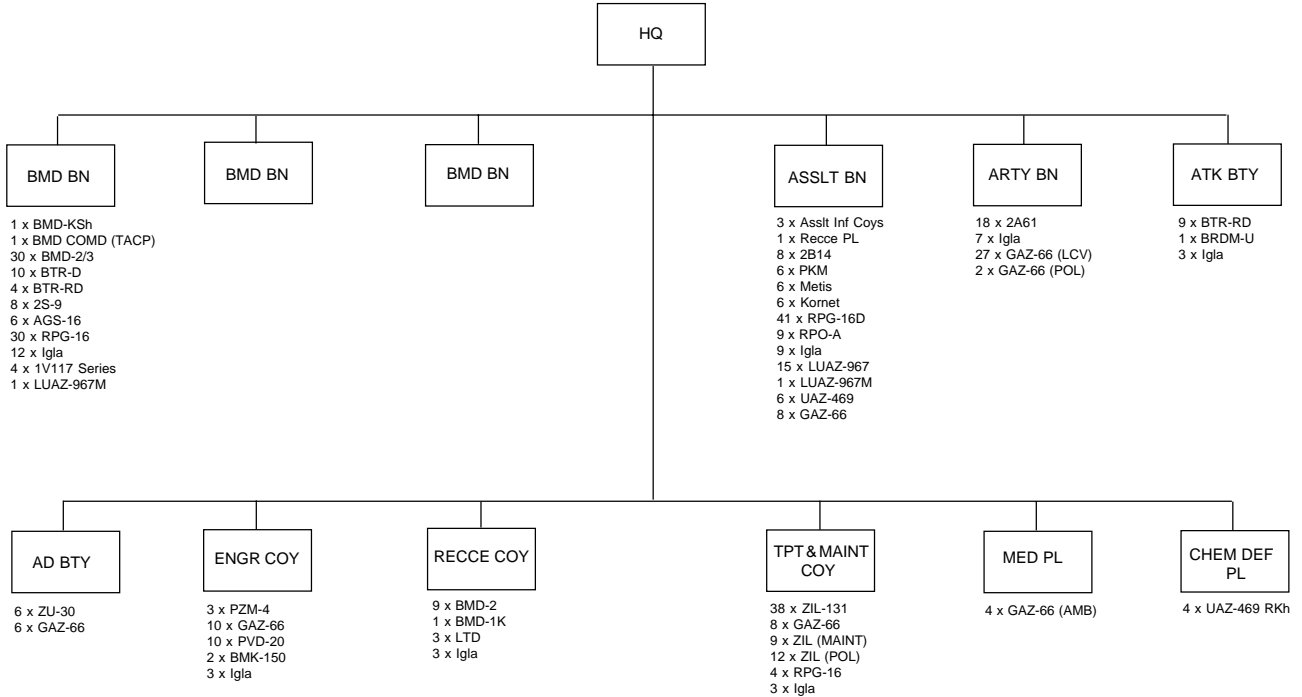 HQ
BMD BN
1 x BMD-KSh
1 x BMD COMD (TACP)
30 x BMD-2/3
10 x BTR-D
4 x BTR-RD
8 x 2S-9
6 x AGS-16
30 x RPG-16
12 x Igla
4 x 1V117 Series
1 x LUAZ-967M
BMD BN
BMD BN
ASSLT BN
3 x Asslt Inf Coys
1 x Recce PL
8 x 2B14
6 x PKM
6 x Metis
6 x Kornet
41 x RPG-16D
9 x RPO-A
9 x Igla
15 x LUAZ-967
1 x LUAZ-967M
6 x UAZ-469
8 x GAZ-66
ARTY BN
18 x 2A61
7 x Igla
27 x GAZ-66 (LCV)
2 x GAZ-66 (POL)
ATK BTY
9 x BTR-RD
1 x BRDM-U
3 x Igla
AD BTY
6 x ZU-30
6 x GAZ-66
ENGR COY
3 x PZM-4
10 x GAZ-66
10 x PVD-20
2 x BMK-150
3 x Igla
RECCE COY
9 x BMD-2
1 x BMD-1K
3 x LTD
3 x Igla
TPT & MAINT
COY
38 x ZIL-131
8 x GAZ-66
9 x ZIL (MAINT)
12 x ZIL (POL)
4 x RPG-16
3 x Igla
MED PL
4 x GAZ-66 (AMB)
CHEM DEF
PL
4 x UAZ-469 RKh